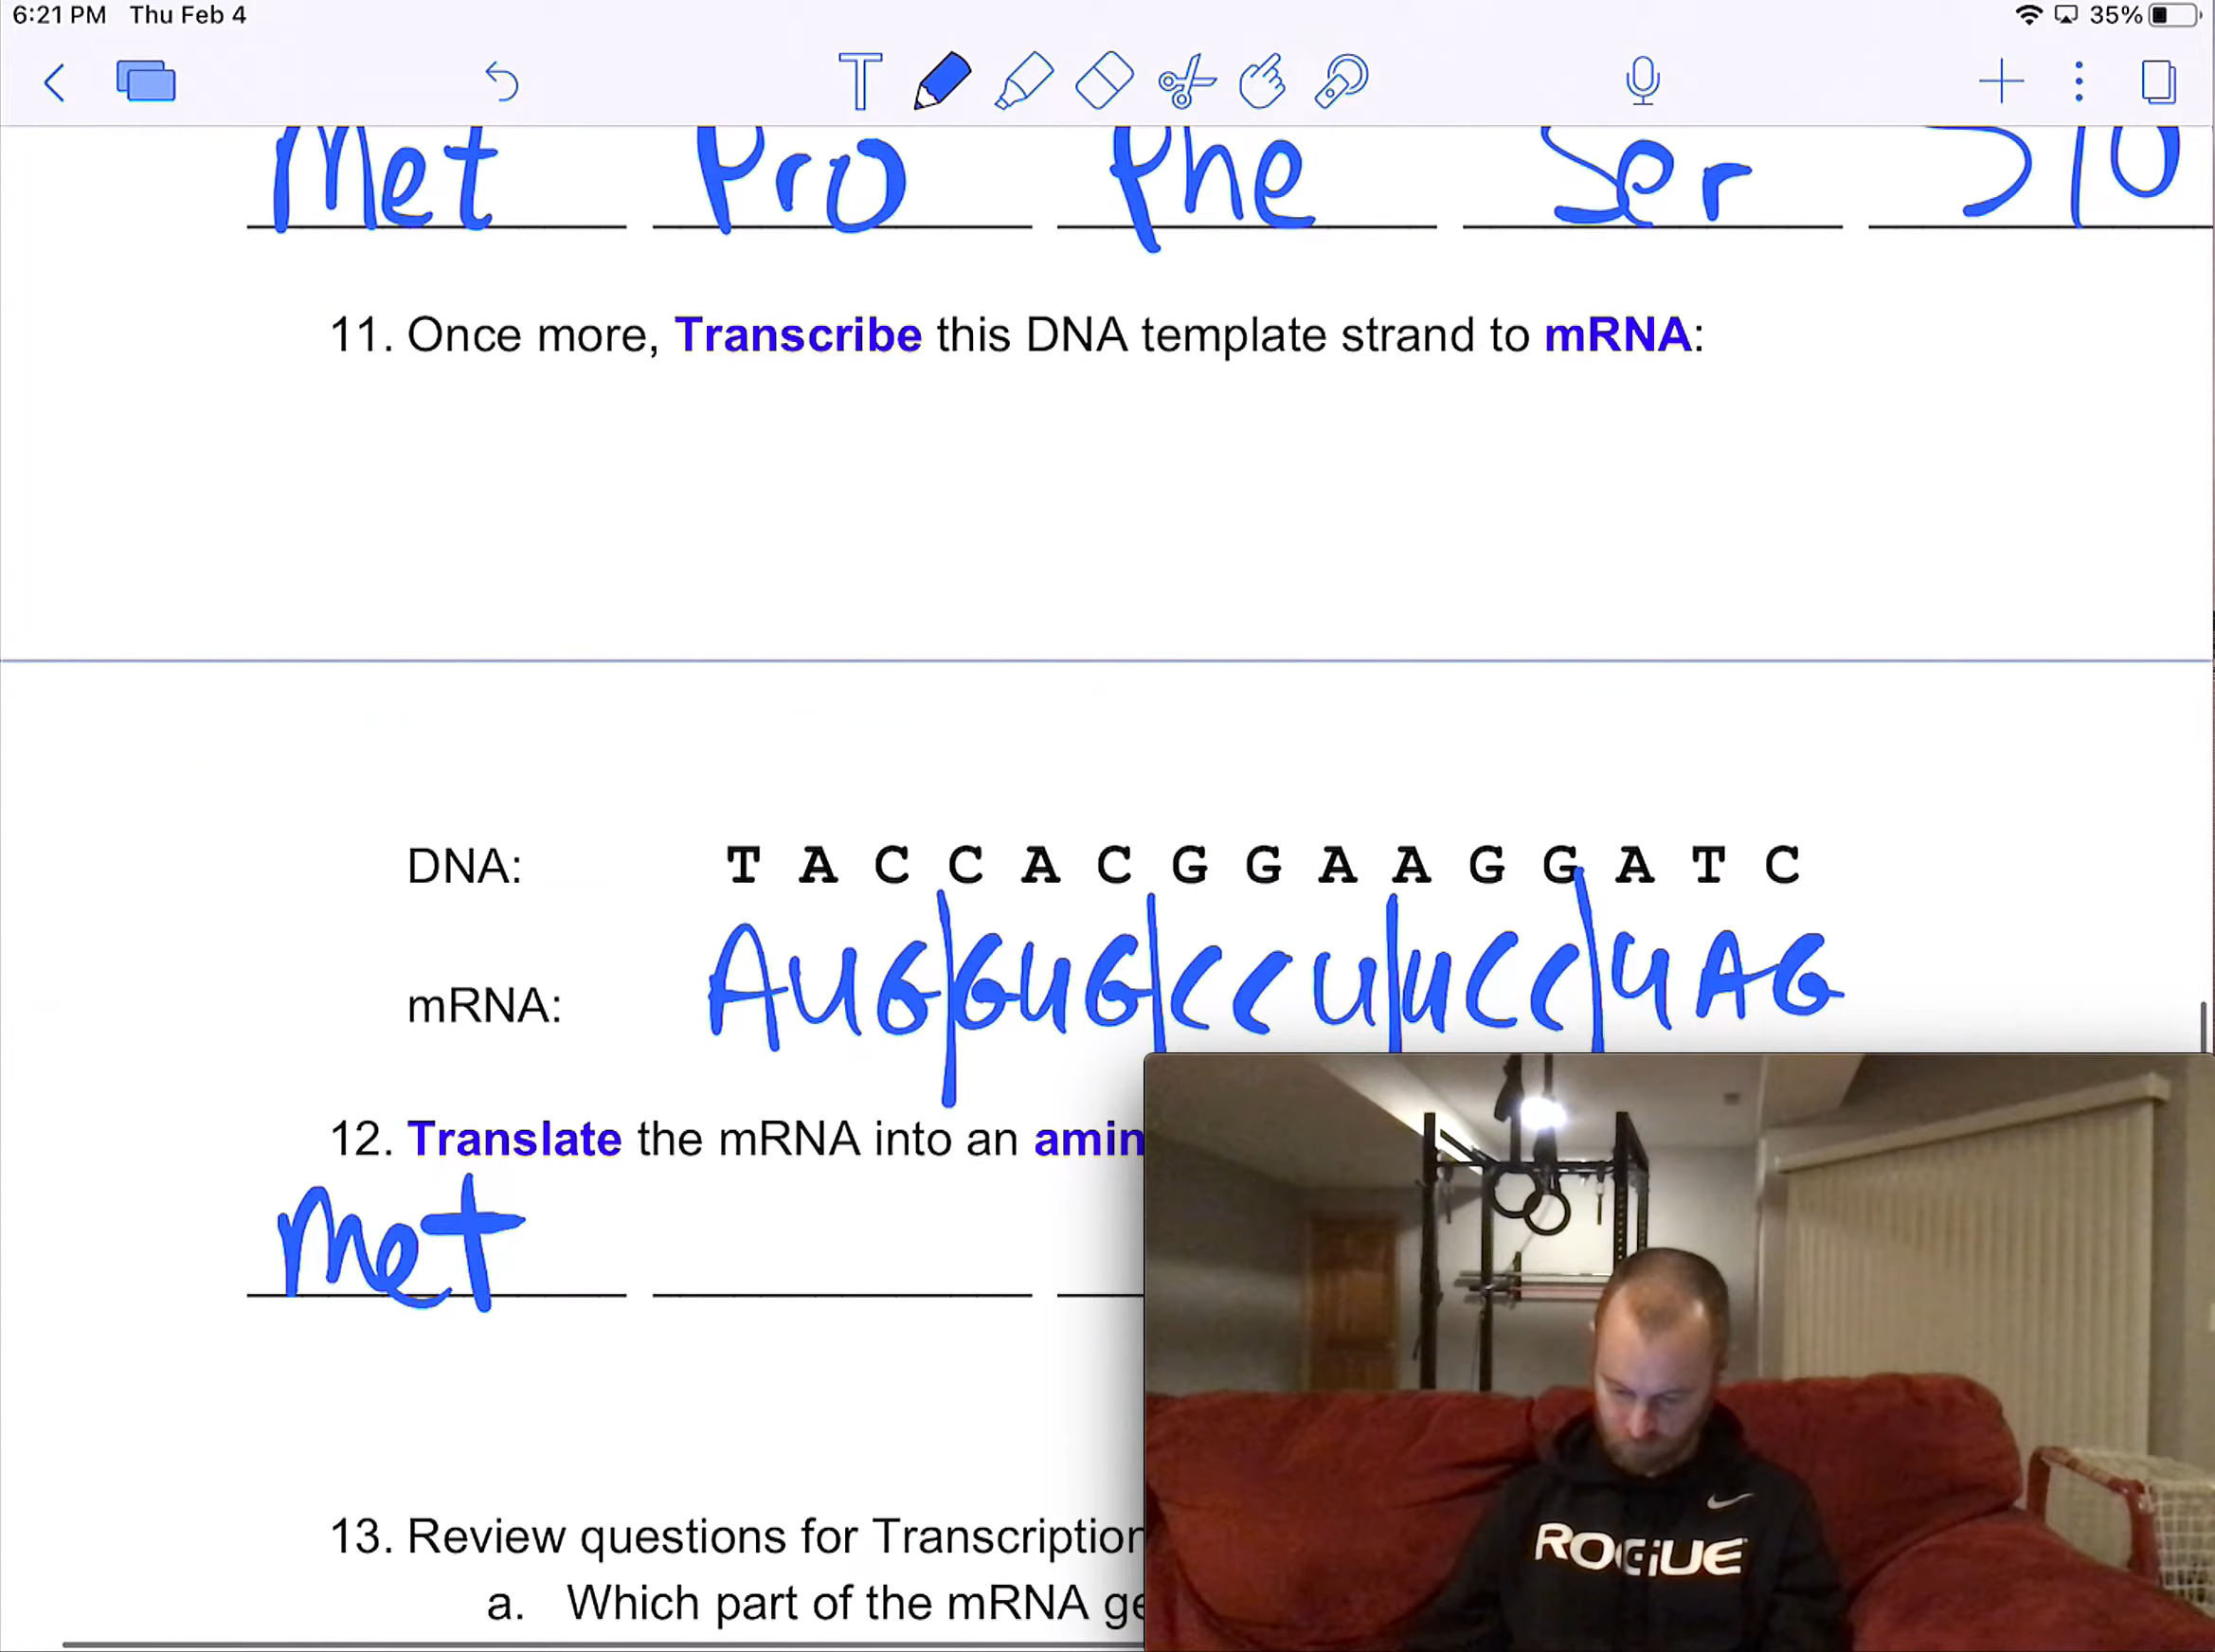 6:21 PM Thu Feb 4 35%
T
Met Pro Phe Ser
11. Once more, Transcribe this DNA template strand to mRNA:
DNA: T A C C A C G G A A G G A T C
mRNA: AUG|GUG|CCU|UCC|UAG
12. Translate the mRNA into an amin
Met
13. Review questions for Transcription
a. Which part of the mRNA ge
ROGUE